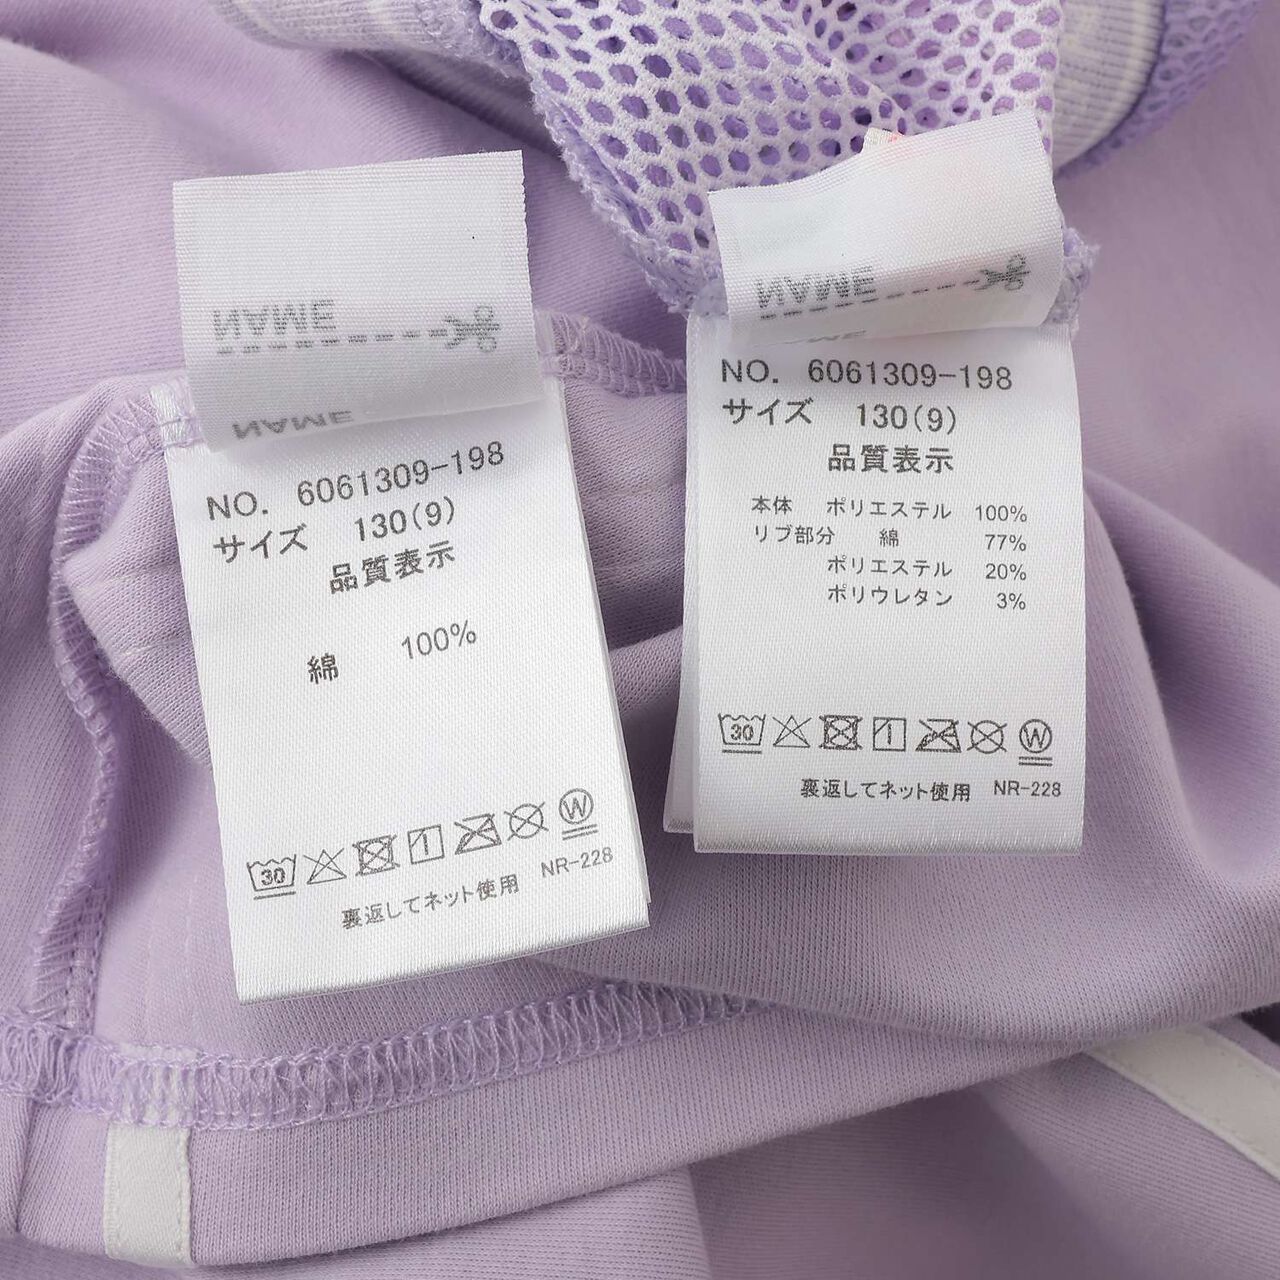 NAME
NAME
NO. 6061309-198
サイズ 130(9)
品質表示
綿 100%
30
W
裏返してネット使用 NR-228
NAME
NO. 6061309-198
サイズ 130(9)
品質表示
本体 ポリエステル 100%
リブ部分 綿 77%
ポリエステル 20%
ポリウレタン 3%
30
W
裏返してネット使用 NR-228